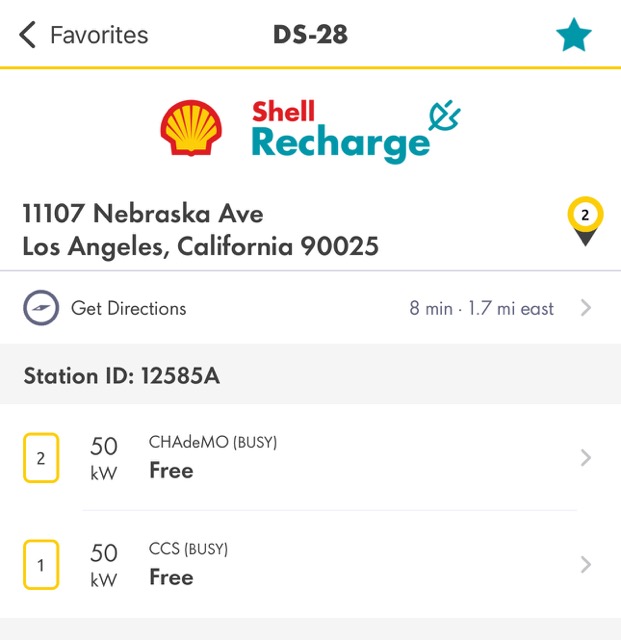 Favorites DS-28
Shell
Recharge
11107 Nebraska Ave
Los Angeles, California 90025
2
Get Directions 8 min · 1.7 mi east
Station ID: 12585A
2 50 kW CHAdeMO (BUSY)
Free
1 50 kW CCS (BUSY)
Free